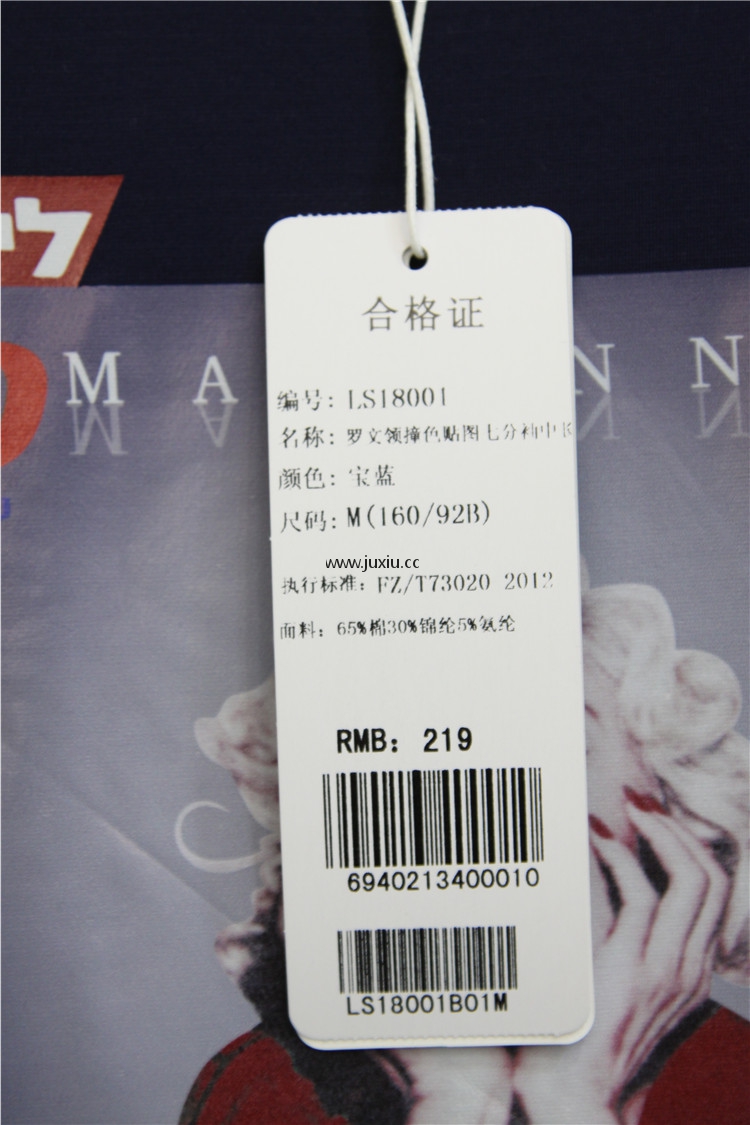 MA NN
合格证
编号: LS18001
名称: 罗文领撞色贴图七分袖中
颜色: 宝蓝
尺码: M(160/92B)
www.juxiu.cc
执行标准: FZ/T73020 2012
面料: 65%棉30%锦纶5%氨纶
RMB: 219
6940213400010
LS18001B01M